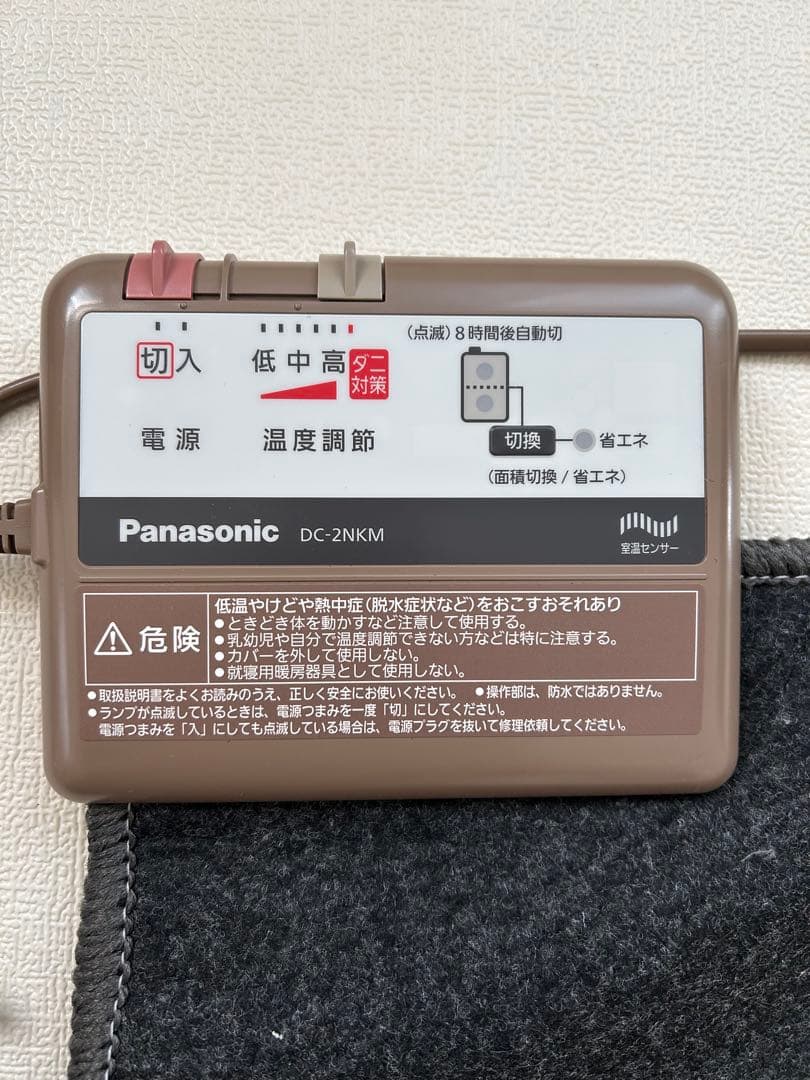 (点滅)8時間後自動切
切入
低中高
ダニ
対策
切換
省エネ
電源
温度調節
(面積切換/省エネ)
Panasonic DC-2NKM
室温センサー
危険
低温やけどや熱中症(脱水症状など)をおこすおそれあり
●ときどき体を動かすなど注意して使用する。
●乳幼児や自分で温度調節できない方などは特に注意する。
●カバーを外して使用しない。
●就寝用暖房器具として使用しない。
●取扱説明書をよくお読みのうえ、正しく安全にお使いください。 ●操作部は、防水ではありません。
●ランプが点滅しているときは、電源つまみを一度「切」にしてください。
電源つまみを「入」にしても点滅している場合は、電源プラグを抜いて修理依頼してください。